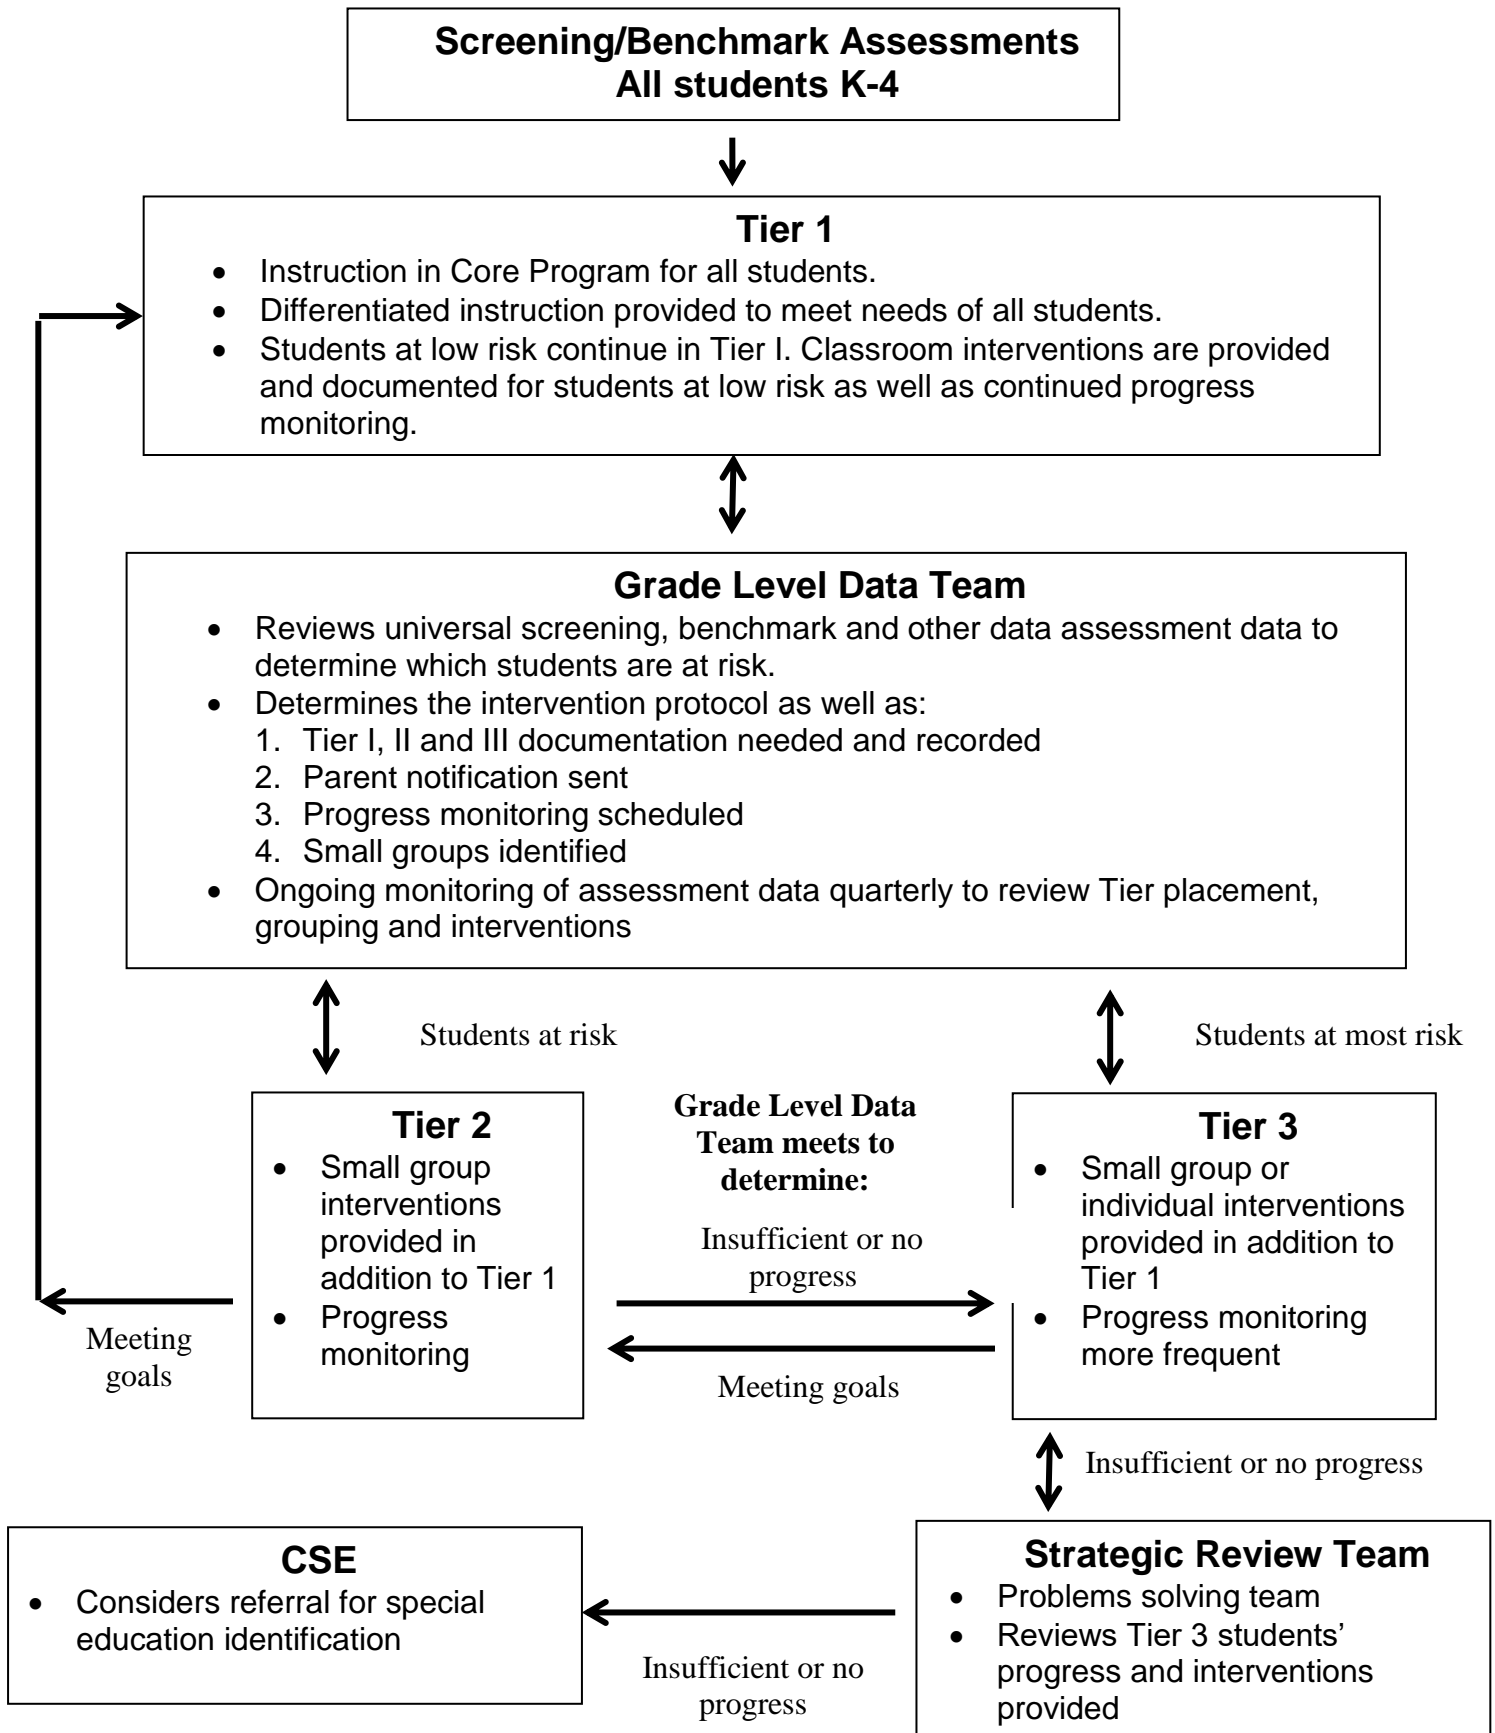 Screening/Benchmark Assessments
All students K-4
Tier 1
• Instruction in Core Program for all students.
• Differentiated instruction provided to meet needs of all students.
• Students at low risk continue in Tier I. Classroom interventions are provided
and documented for students at low risk as well as continued progress
monitoring.
Grade Level Data Team
• Reviews universal screening, benchmark and other data assessment data to
determine which students are at risk.
• Determines the intervention protocol as well as:
1. Tier I, II and III documentation needed and recorded
2. Parent notification sent
3. Progress monitoring scheduled
4. Small groups identified
• Ongoing monitoring of assessment data quarterly to review Tier placement,
grouping and interventions
Students at risk
Students at most risk
Tier 2
• Small group
interventions
provided in
addition to Tier 1
• Progress
monitoring
Grade Level Data
Team meets to
determine:
Insufficient or no
progress
Meeting goals
Tier 3
• Small group or
individual interventions
provided in addition to
Tier 1
• Progress monitoring
more frequent
Meeting
goals
Insufficient or no progress
CSE
• Considers referral for special
education identification
Insufficient or no
progress
Strategic Review Team
• Problems solving team
• Reviews Tier 3 students’
progress and interventions
provided